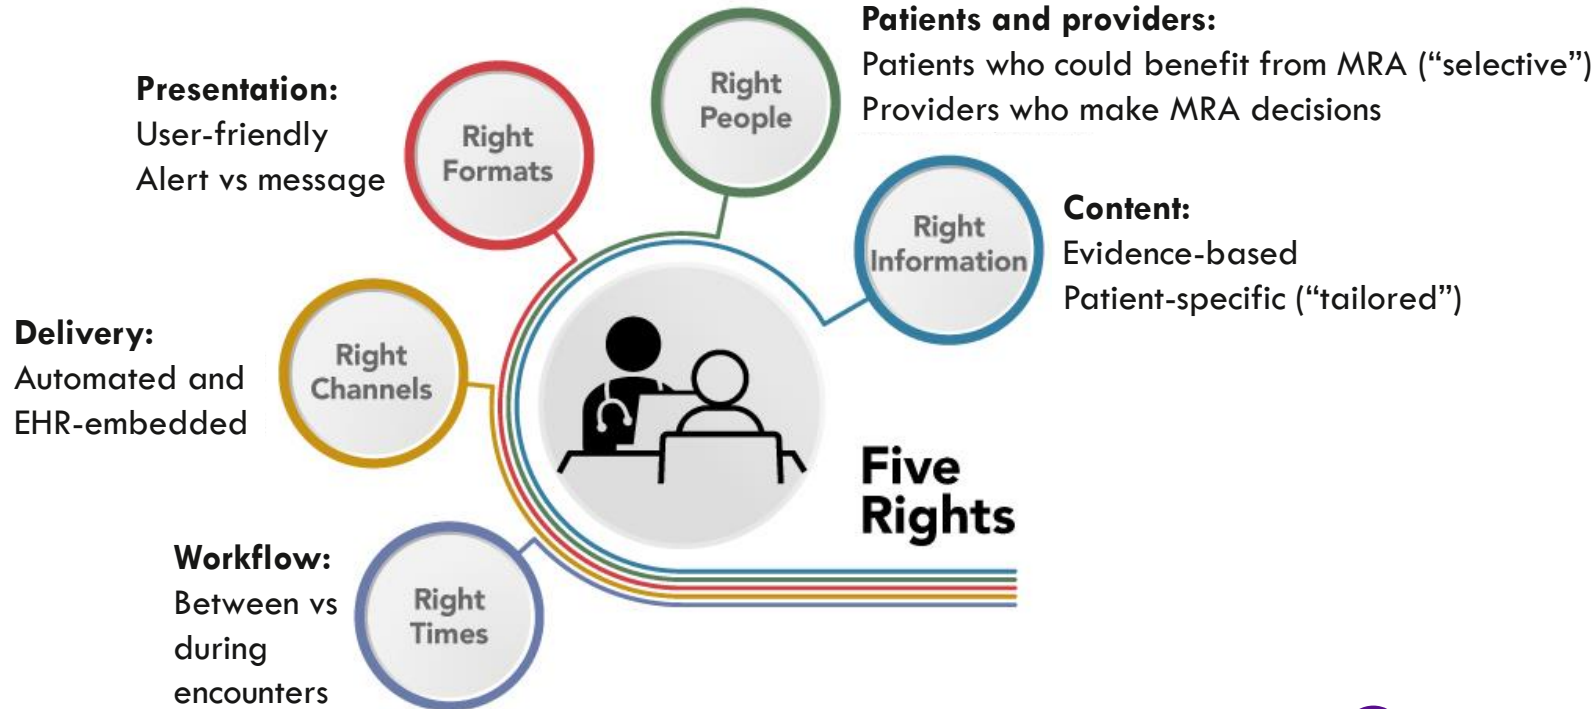 Patients and providers:
Patients who could benefit from MRA (“selective”)
Providers who make MRA decisions
Right
People
Presentation:
User-friendly
Alert vs message
Right
Formats
Right
Information
Content:
Evidence-based
Patient-specific (“tailored”)
Delivery:
Automated and
EHR-embedded
Right
Channels
Five
Rights
Workflow:
Between vs
during
encounters
Right
Times